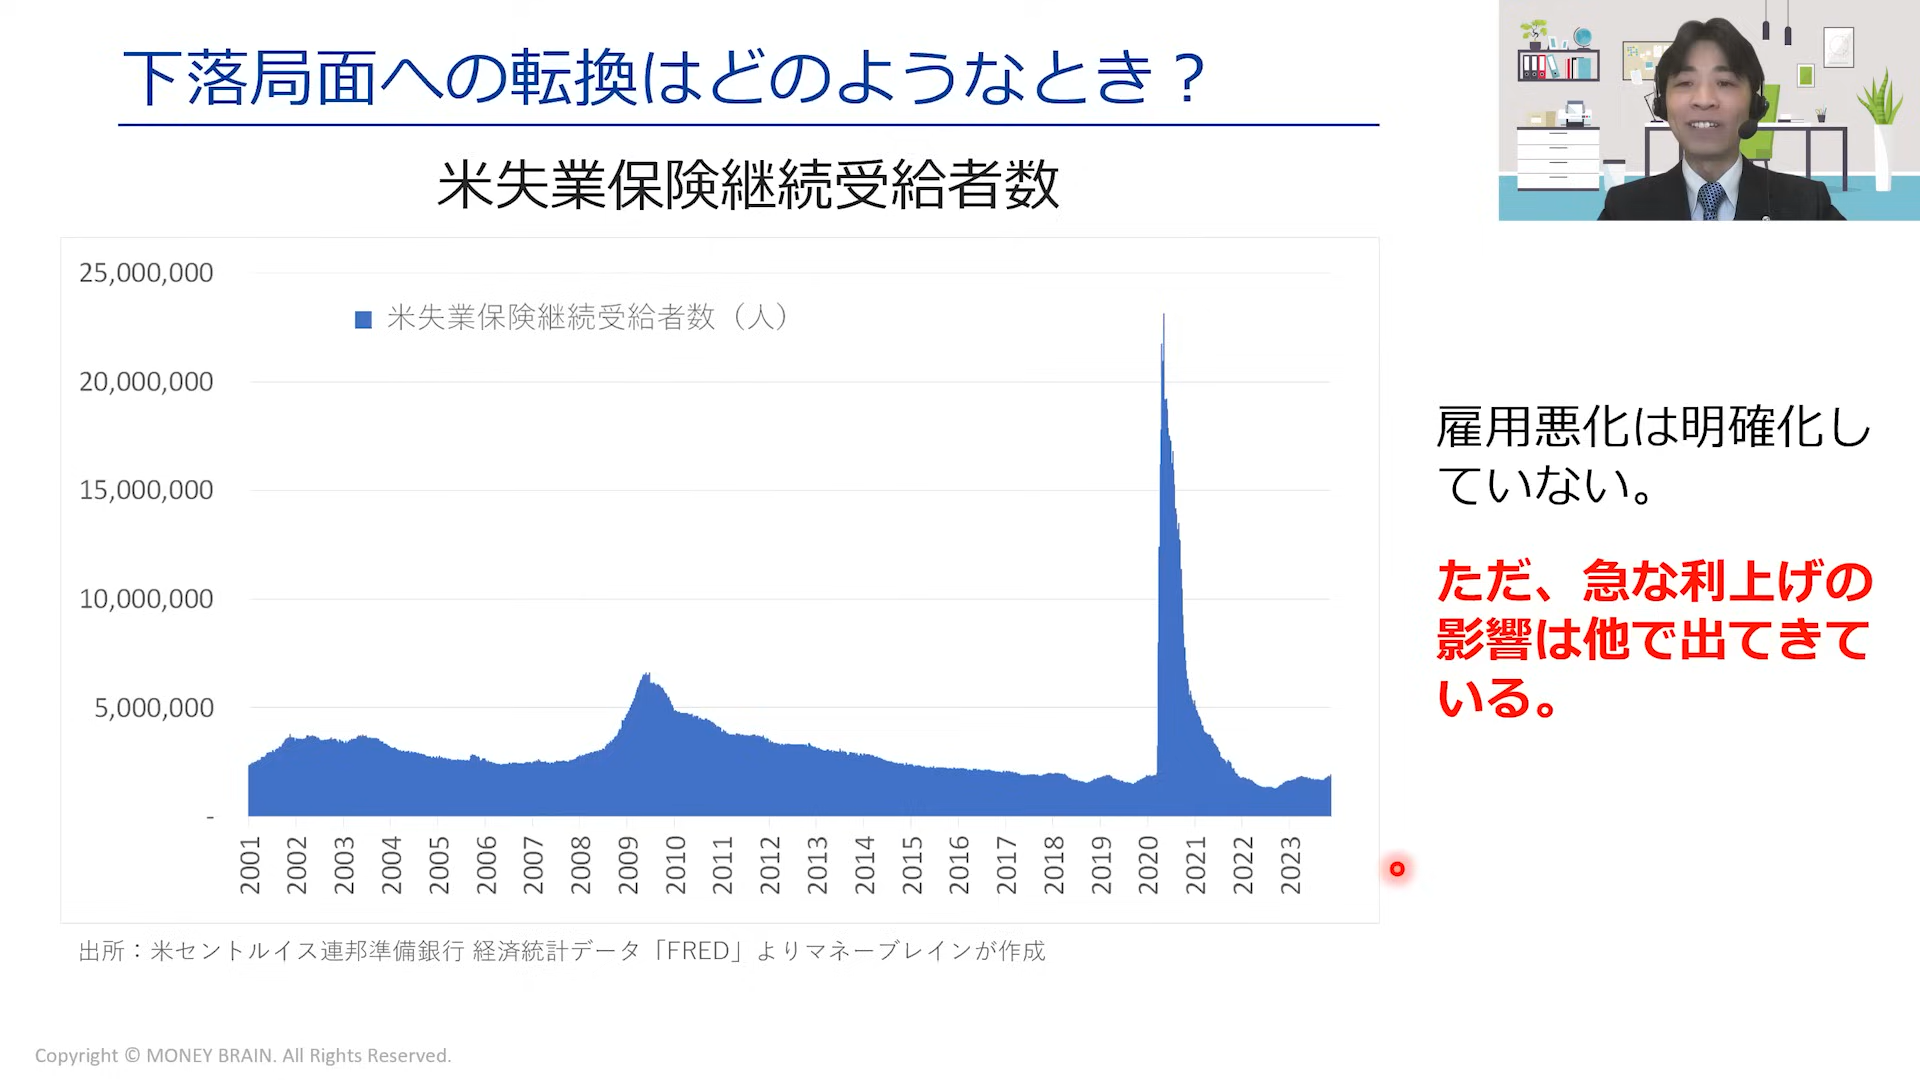 下落局面への転換はどのようなとき？
米失業保険継続受給者数
25,000,000
米失業保険継続受給者数（人）
20,000,000
15,000,000
10,000,000
5,000,000
-
2001 2002 2003 2004 2005 2006 2007 2008 2009 2010 2011 2012 2013 2014 2015 2016 2017 2018 2019 2020 2021 2022 2023
雇用悪化は明確化し
ていない。
ただ、急な利上げの
影響は他で出てきて
いる。
出所：米セントルイス連邦準備銀行 経済統計データ「FRED」よりマネーブレインが作成
Copyright © MONEY BRAIN. All Rights Reserved.